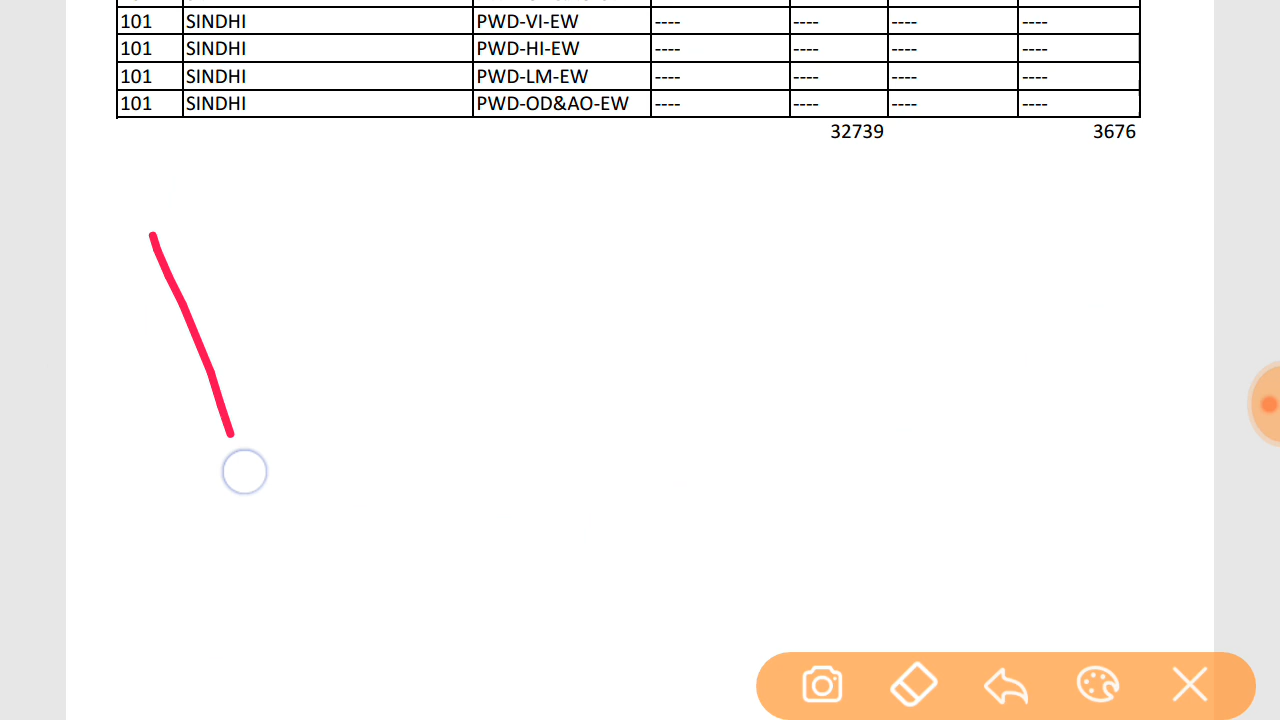 101 SINDHI PWD-VI-EW ---- ---- ---- ----
101 SINDHI PWD-HI-EW ---- ---- ---- ----
101 SINDHI PWD-LM-EW ---- ---- ---- ----
101 SINDHI PWD-OD&AO-EW ---- ---- ---- ----
32739 3676